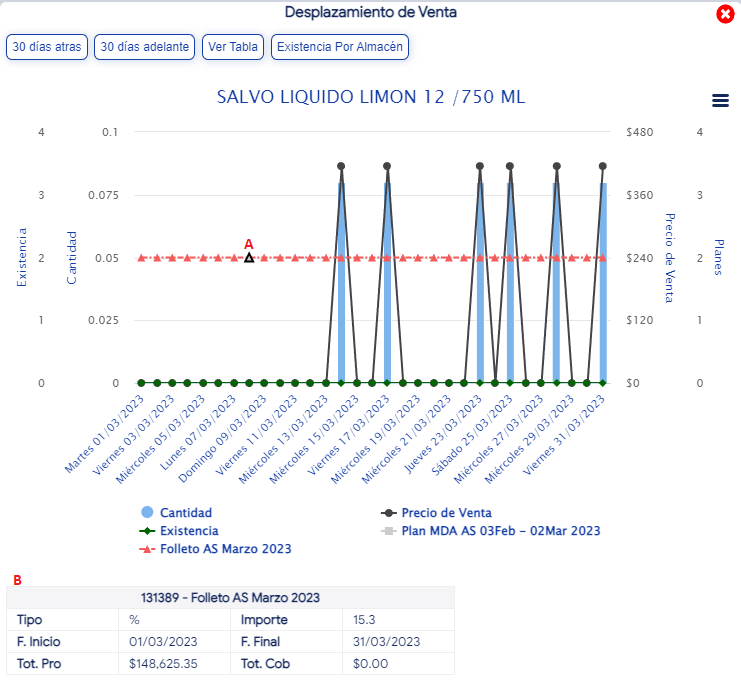 Desplazamiento de Venta
30 días atras 30 días adelante Ver Tabla Existencia Por Almacén
SALVO LIQUIDO LIMON 12 /750 ML
4 0.1 $480 4
3 0.075 $360 3
A
2 0.05 $240 2
1 0.025 $120 1
0 0 $0 0
Existencia
Cantidad
Precio de Venta
Planes
Martes 01/03/2023
Viernes 03/03/2023
Miércoles 05/03/2023
Lunes 07/03/2023
Domingo 09/03/2023
Viernes 11/03/2023
Miércoles 13/03/2023
Miércoles 15/03/2023
Viernes 17/03/2023
Miércoles 19/03/2023
Miércoles 21/03/2023
Jueves 23/03/2023
Sábado 25/03/2023
Miércoles 27/03/2023
Miércoles 29/03/2023
Viernes 31/03/2023
Cantidad Precio de Venta
Existencia Plan MDA AS 03Feb - 02Mar 2023
Folleto AS Marzo 2023
B
131389 - Folleto AS Marzo 2023
Tipo % Importe 15.3
F. Inicio 01/03/2023 F. Final 31/03/2023
Tot. Pro $148,625.35 Tot. Cob $0.00